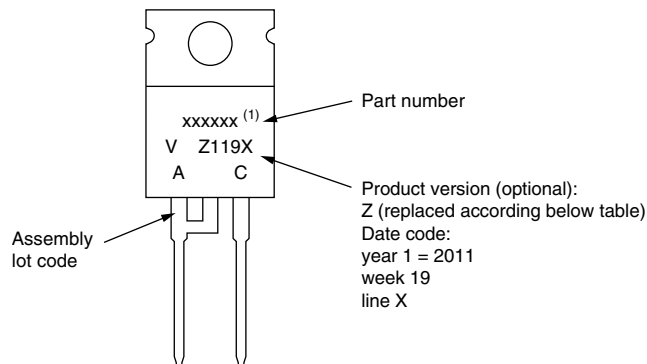 xxxxxx (1)
V Z119X
A C
Part number
Product version (optional):
Z (replaced according below table)
Date code:
year 1 = 2011
week 19
line X
Assembly
lot code